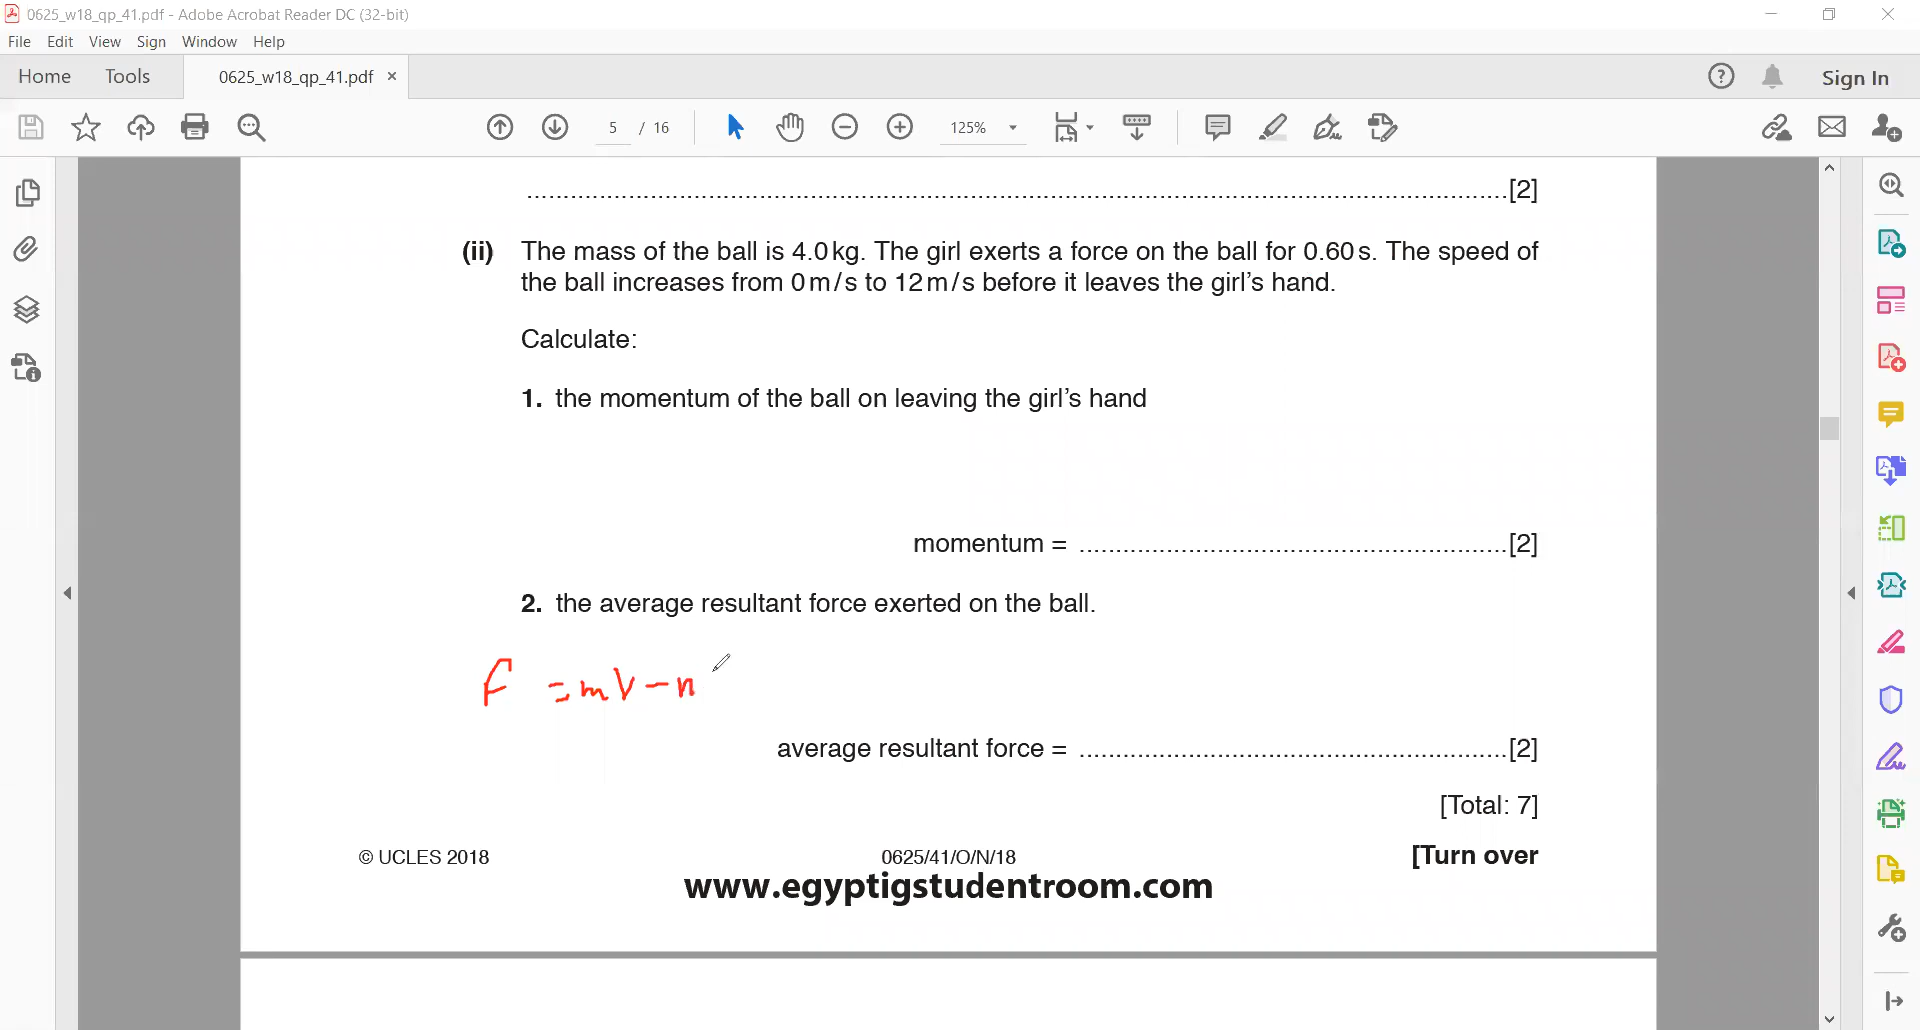 0625_w18_qp_41.pdf - Adobe Acrobat Reader DC (32-bit)
File Edit View Sign Window Help
Home Tools 0625_w18_qp_41.pdf × Sign In
5 / 16 125%
..........................................................................................................................................[2]
(ii) The mass of the ball is 4.0 kg. The girl exerts a force on the ball for 0.60 s. The speed of
the ball increases from 0 m / s to 12 m / s before it leaves the girl's hand.
Calculate:
1. the momentum of the ball on leaving the girl's hand
momentum = ............................................................[2]
2. the average resultant force exerted on the ball.
F = mV – n
average resultant force = ............................................................[2]
[Total: 7]
© UCLES 2018 0625/41/O/N/18 [Turn over
www.egyptigstudentroom.com